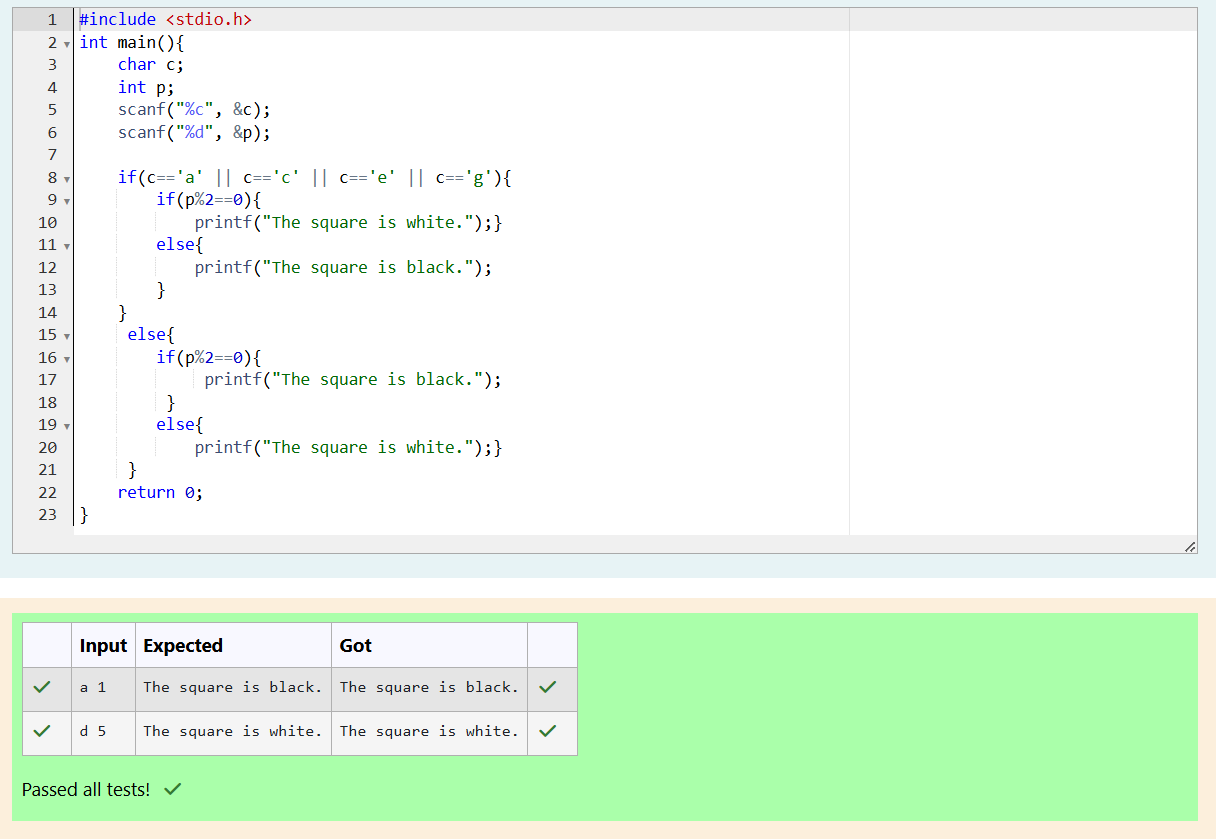 1 #include <stdio.h>
2 int main(){
3 char c;
4 int p;
5 scanf("%c", &c);
6 scanf("%d", &p);
7
8 if(c=='a' || c=='c' || c=='e' || c=='g'){
9 if(p%2==0){
10 printf("The square is white.");}
11 else{
12 printf("The square is black.");
13 }
14 }
15 else{
16 if(p%2==0){
17 printf("The square is black.");
18 }
19 else{
20 printf("The square is white.");}
21 }
22 return 0;
23 }
Input Expected Got
a 1 The square is black. The square is black.
d 5 The square is white. The square is white.
Passed all tests!